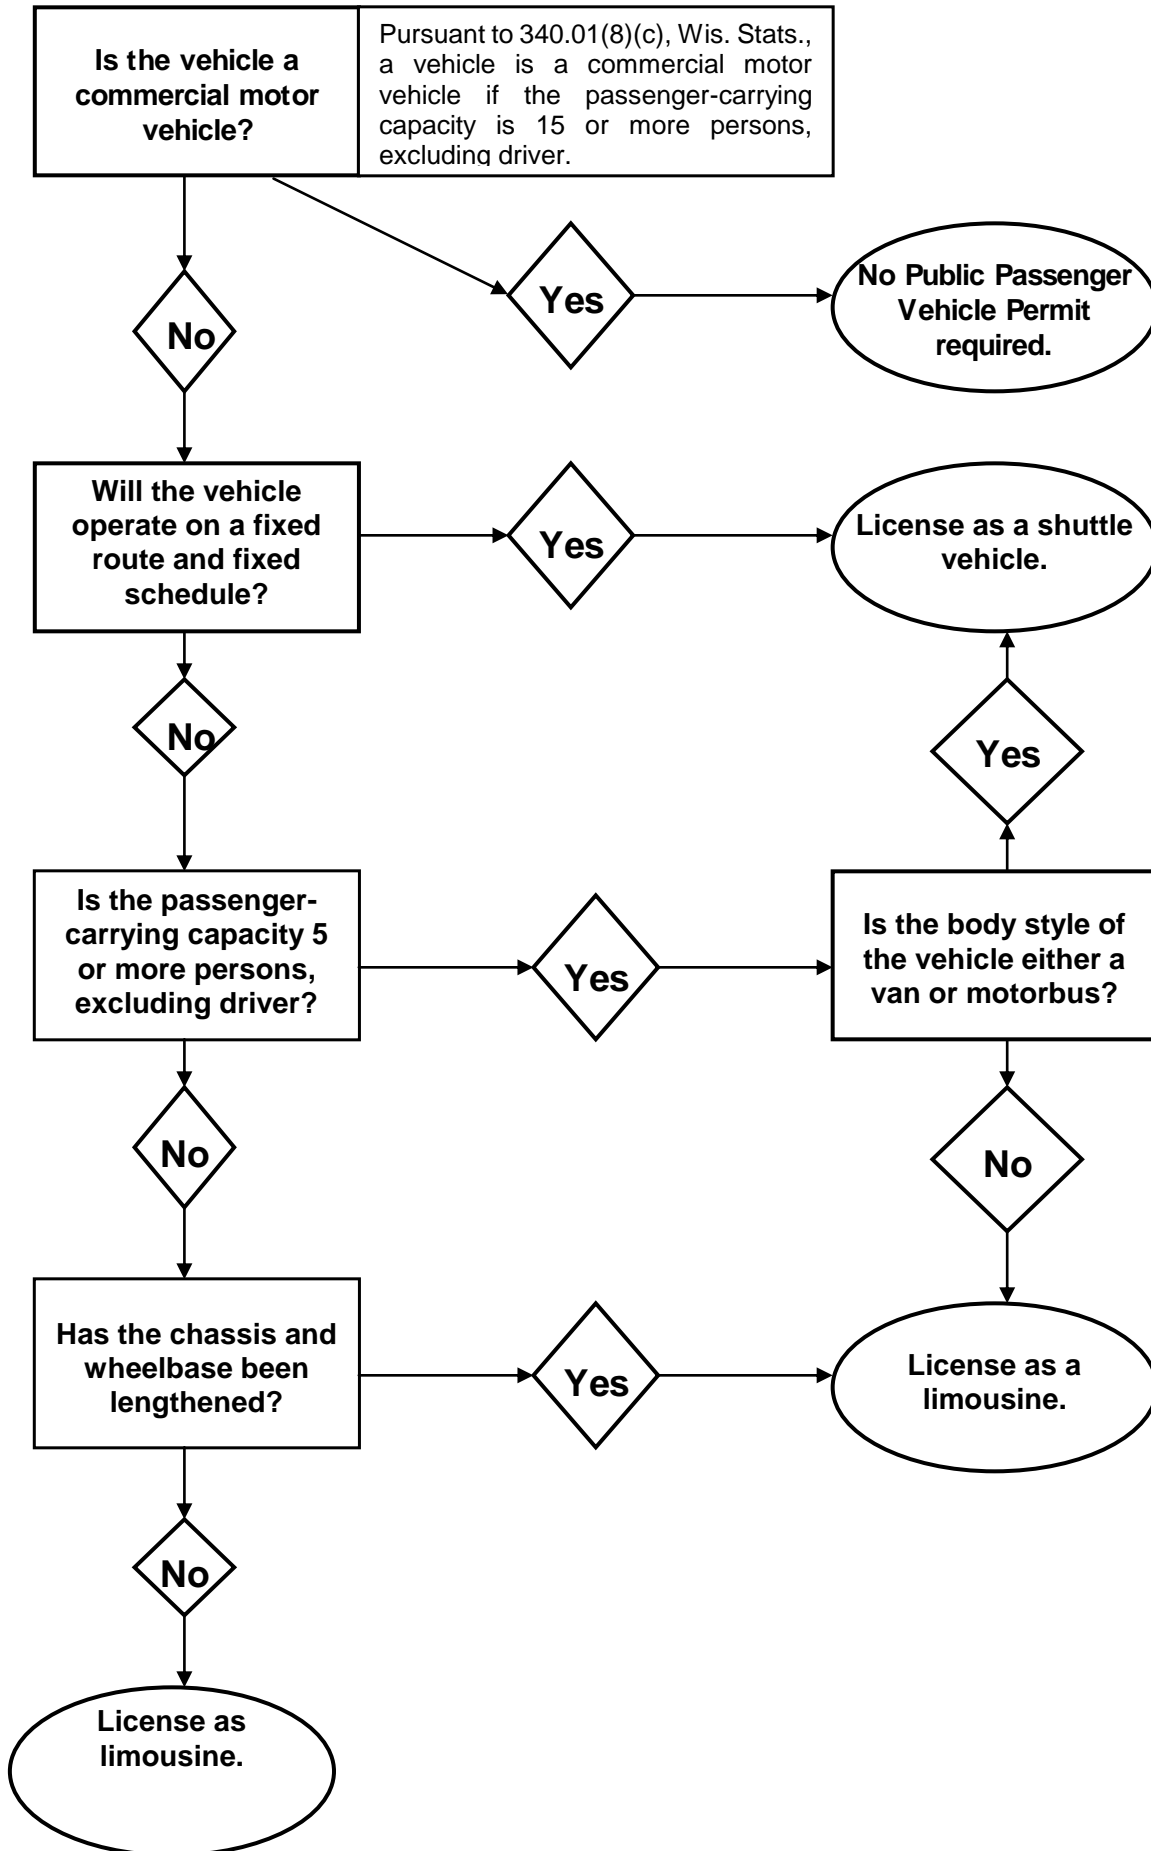 Is the vehicle a
commercial motor
vehicle?
Pursuant to 340.01(8)(c), Wis. Stats.,
a vehicle is a commercial motor
vehicle if the passenger-carrying
capacity is 15 or more persons,
excluding driver.
No
Yes
No Public Passenger
Vehicle Permit
required.
Will the vehicle
operate on a fixed
route and fixed
schedule?
Yes
License as a shuttle
vehicle.
No
Yes
Is the passenger-
carrying capacity 5
or more persons,
excluding driver?
Yes
Is the body style of
the vehicle either a
van or motorbus?
No
No
Has the chassis and
wheelbase been
lengthened?
Yes
License as a
limousine.
No
License as
limousine.